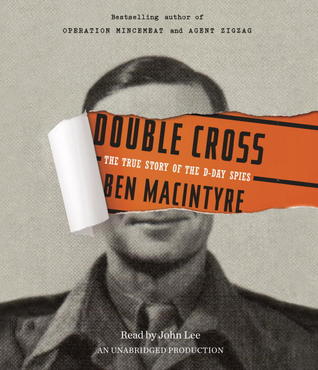 Bestselling author of
OPERATION MINCEMEAT and AGENT ZIGZAG
DOUBLE CROSS
THE TRUE STORY OF THE D-DAY SPIES
BEN MACINTYRE
Read by John Lee
AN UNABRIDGED PRODUCTION